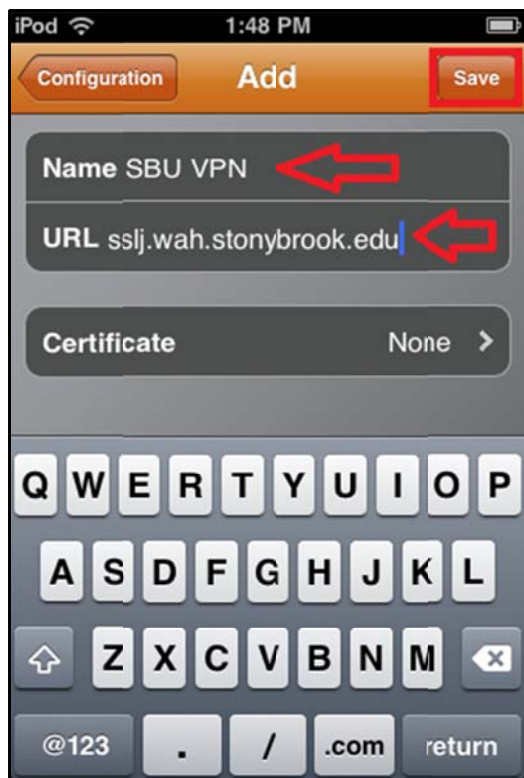 iPod 1:48 PM
Configuration Add Save
Name SBU VPN
URL sslj.wah.stonybrook.edu
Certificate None
Q W E R T Y U I O P
A S D F G H J K L
Z X C V B N M
@123 . / .com return